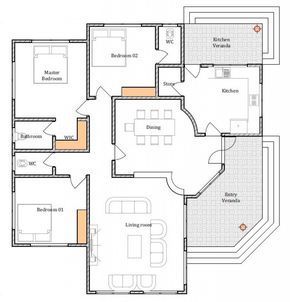 Kitchen
Veranda
Bedroom 02
WC
Master
Bedroom
Store
Kitchen
Dining
Bathroom
WIC
WC
Entry
Veranda
Bedroom 01
Living room